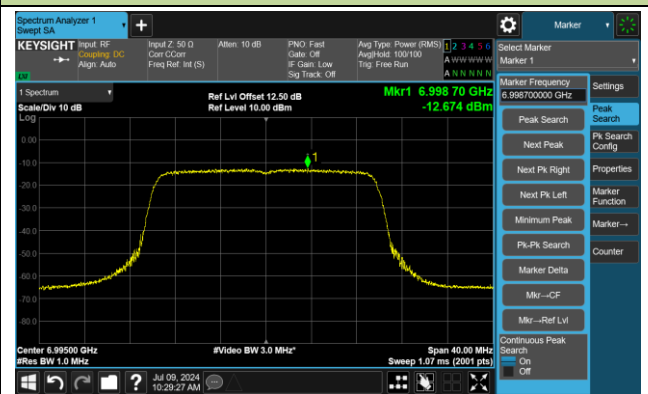 Spectrum Analyzer 1
Swept SA
+
Marker
KEYSIGHT
Input: RF
Coupling: DC
Align: Auto
Input Z: 50 Ω
Corr CCorr
Freq Ref: Int (S)
Atten: 10 dB
PNO: Fast
Gate: Off
IF Gain: Low
Sig Track: Off
Avg Type: Power (RMS)
Avg|Hold: 100/100
Trig: Free Run
1 2 3 4 5 6
A W W W W W
A N N N N N
LXI
Select Marker
Marker 1
1 Spectrum
Scale/Div 10 dB
Log
Ref Lvl Offset 12.50 dB
Ref Level 10.00 dBm
Mkr1 6.998 70 GHz
-12.674 dBm
0.00
-10.0
-20.0
-30.0
-40.0
-50.0
-60.0
-70.0
-80.0
1
Center 6.99500 GHz
#Res BW 1.0 MHz
#Video BW 3.0 MHz*
Span 40.00 MHz
Sweep 1.07 ms (2001 pts)
Marker Frequency
6.998700000 GHz
Peak Search
Next Peak
Next Pk Right
Next Pk Left
Minimum Peak
Pk-Pk Search
Marker Delta
Mkr→CF
Mkr→Ref Lvl
Continuous Peak
Search
On
Off
Settings
Peak
Search
Pk Search
Config
Properties
Marker
Function
Marker→
Counter
?
Jul 09, 2024
10:29:27 AM